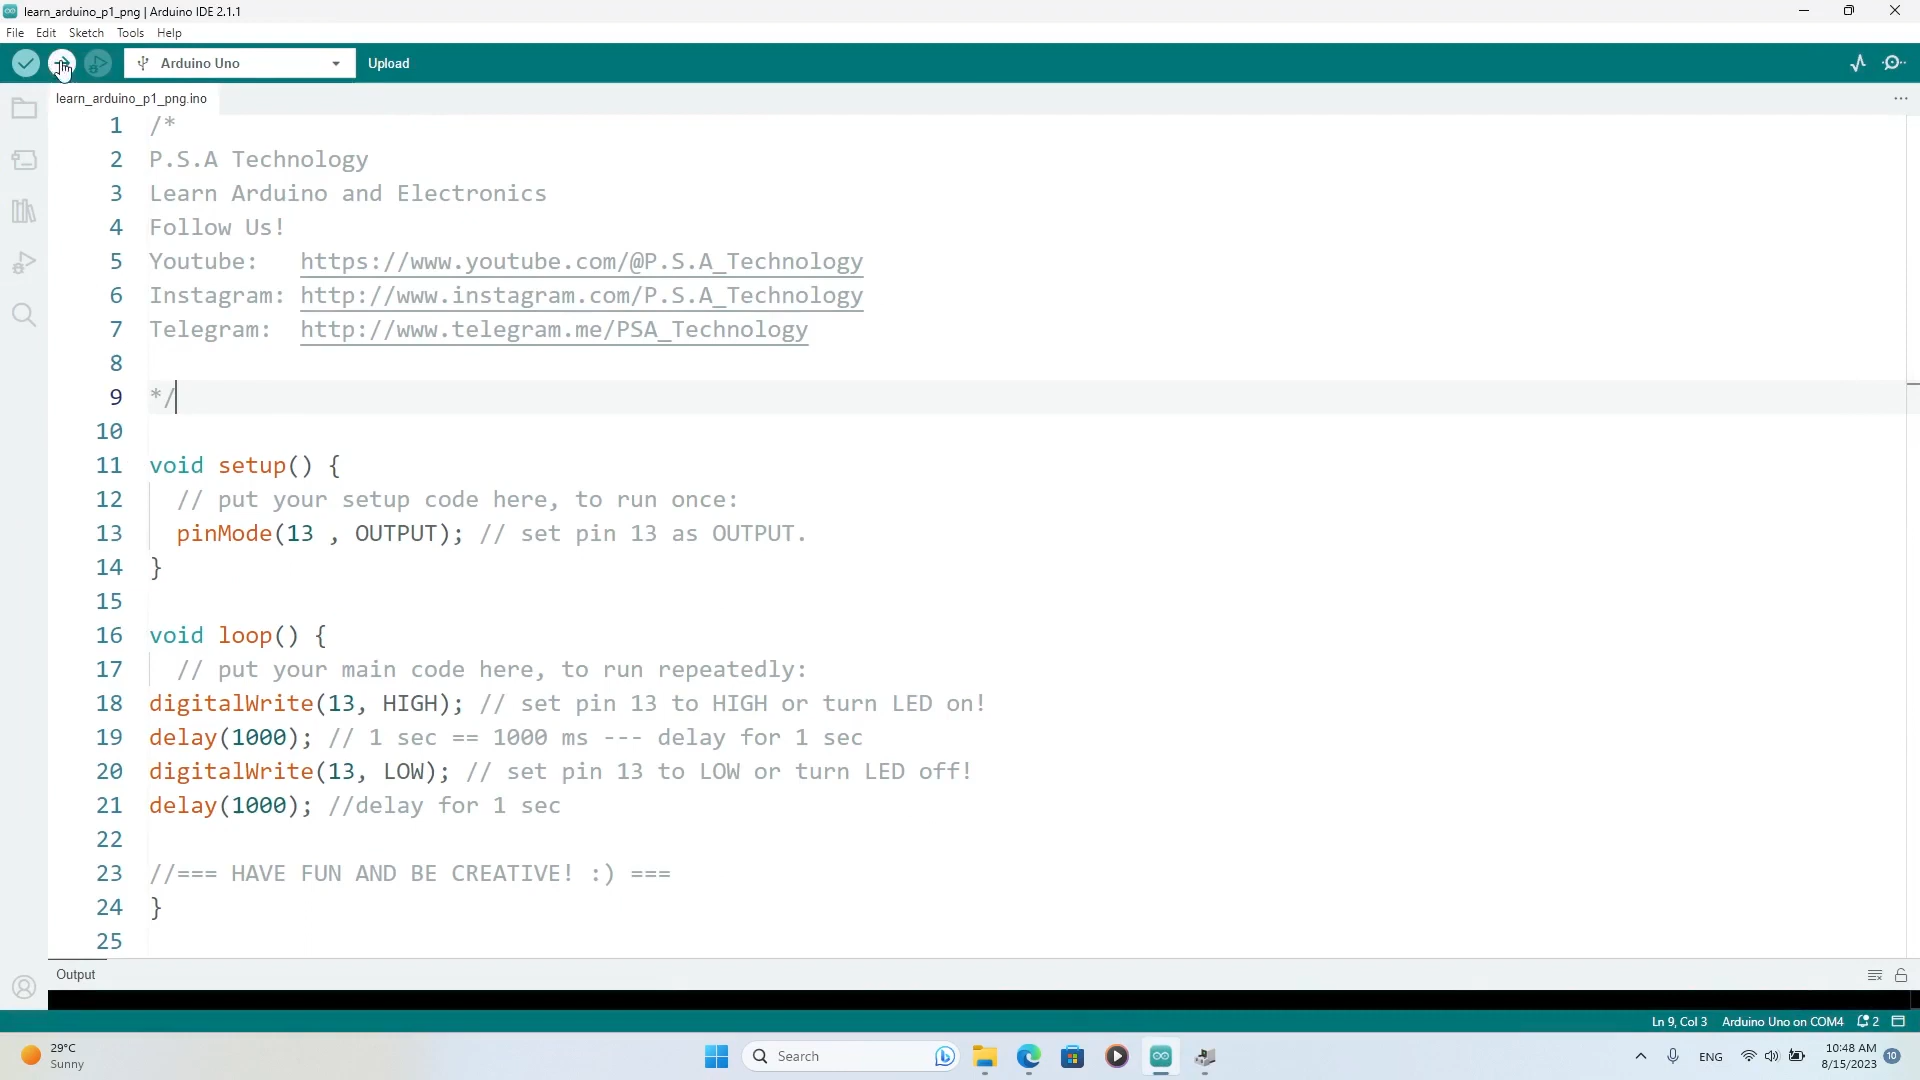 learn_arduino_p1_png | Arduino IDE 2.1.1
File Edit Sketch Tools Help
Arduino Uno Upload
learn_arduino_p1_png.ino
1 /*
2 P.S.A Technology
3 Learn Arduino and Electronics
4 Follow Us!
5 Youtube: https://www.youtube.com/@P.S.A_Technology
6 Instagram: http://www.instagram.com/P.S.A_Technology
7 Telegram: http://www.telegram.me/PSA_Technology
8
9 */
10
11 void setup() {
12 // put your setup code here, to run once:
13 pinMode(13 , OUTPUT); // set pin 13 as OUTPUT.
14 }
15
16 void loop() {
17 // put your main code here, to run repeatedly:
18 digitalWrite(13, HIGH); // set pin 13 to HIGH or turn LED on!
19 delay(1000); // 1 sec == 1000 ms --- delay for 1 sec
20 digitalWrite(13, LOW); // set pin 13 to LOW or turn LED off!
21 delay(1000); //delay for 1 sec
22
23 //=== HAVE FUN AND BE CREATIVE! :) ===
24 }
25
Output
Ln 9, Col 3 Arduino Uno on COM4 2
29°C
Sunny
Search
ENG
10:48 AM
8/15/2023
10